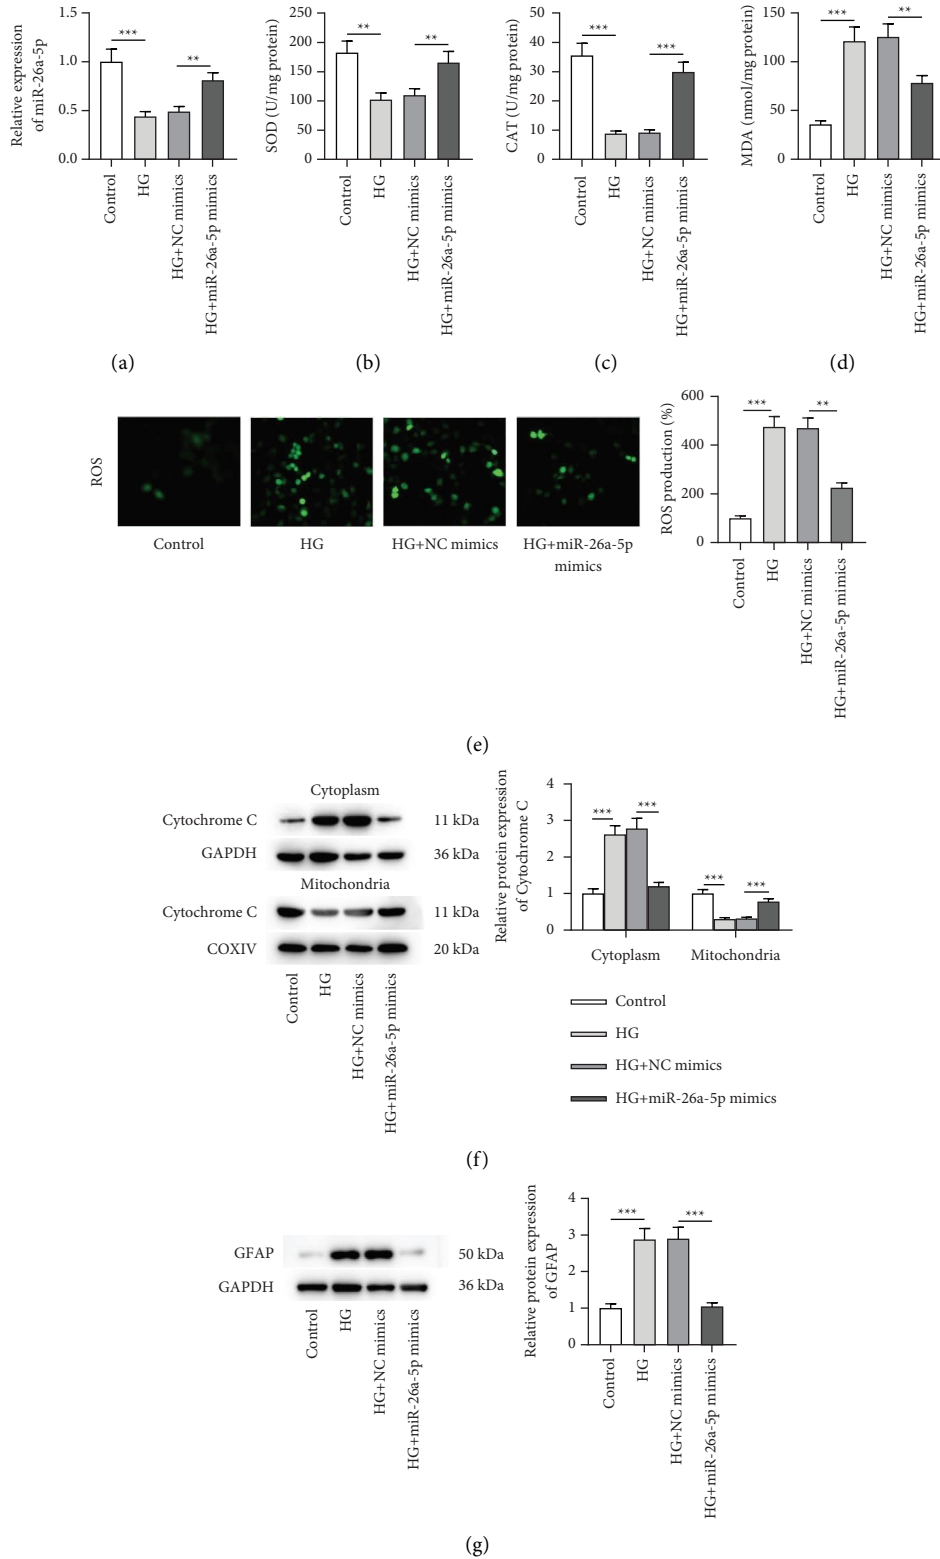 Relative expression
of miR-26a-5p
1.5
1.0
0.5
0.0
***
**
Control
HG
HG+NC mimics
HG+miR-26a-5p mimics
(a)
SOD (U/mg protein)
250
200
150
100
50
0
**
**
Control
HG
HG+NC mimics
HG+miR-26a-5p mimics
(b)
CAT (U/mg protein)
50
40
30
20
10
0
***
***
Control
HG
HG+NC mimics
HG+miR-26a-5p mimics
(c)
MDA (nmol/mg protein)
150
100
50
0
***
**
Control
HG
HG+NC mimics
HG+miR-26a-5p mimics
(d)
ROS
Control
HG
HG+NC mimics
HG+miR-26a-5p
mimics
ROS production (%)
600
400
200
0
***
**
Control
HG
HG+NC mimics
HG+miR-26a-5p mimics
(e)
Cytoplasm
Cytochrome C 11 kDa
GAPDH 36 kDa
Mitochondria
Cytochrome C 11 kDa
COXIV 20 kDa
Control
HG
HG+NC mimics
HG+miR-26a-5p mimics
Relative protein expression
of Cytochrome C
4
3
2
1
0
***
***
***
***
Cytoplasm Mitochondria
Control
HG
HG+NC mimics
HG+miR-26a-5p mimics
(f)
GFAP 50 kDa
GAPDH 36 kDa
Control
HG
HG+NC mimics
HG+miR-26a-5p mimics
Relative protein expression
of GFAP
4
3
2
1
0
***
***
Control
HG
HG+NC mimics
HG+miR-26a-5p mimics
(g)